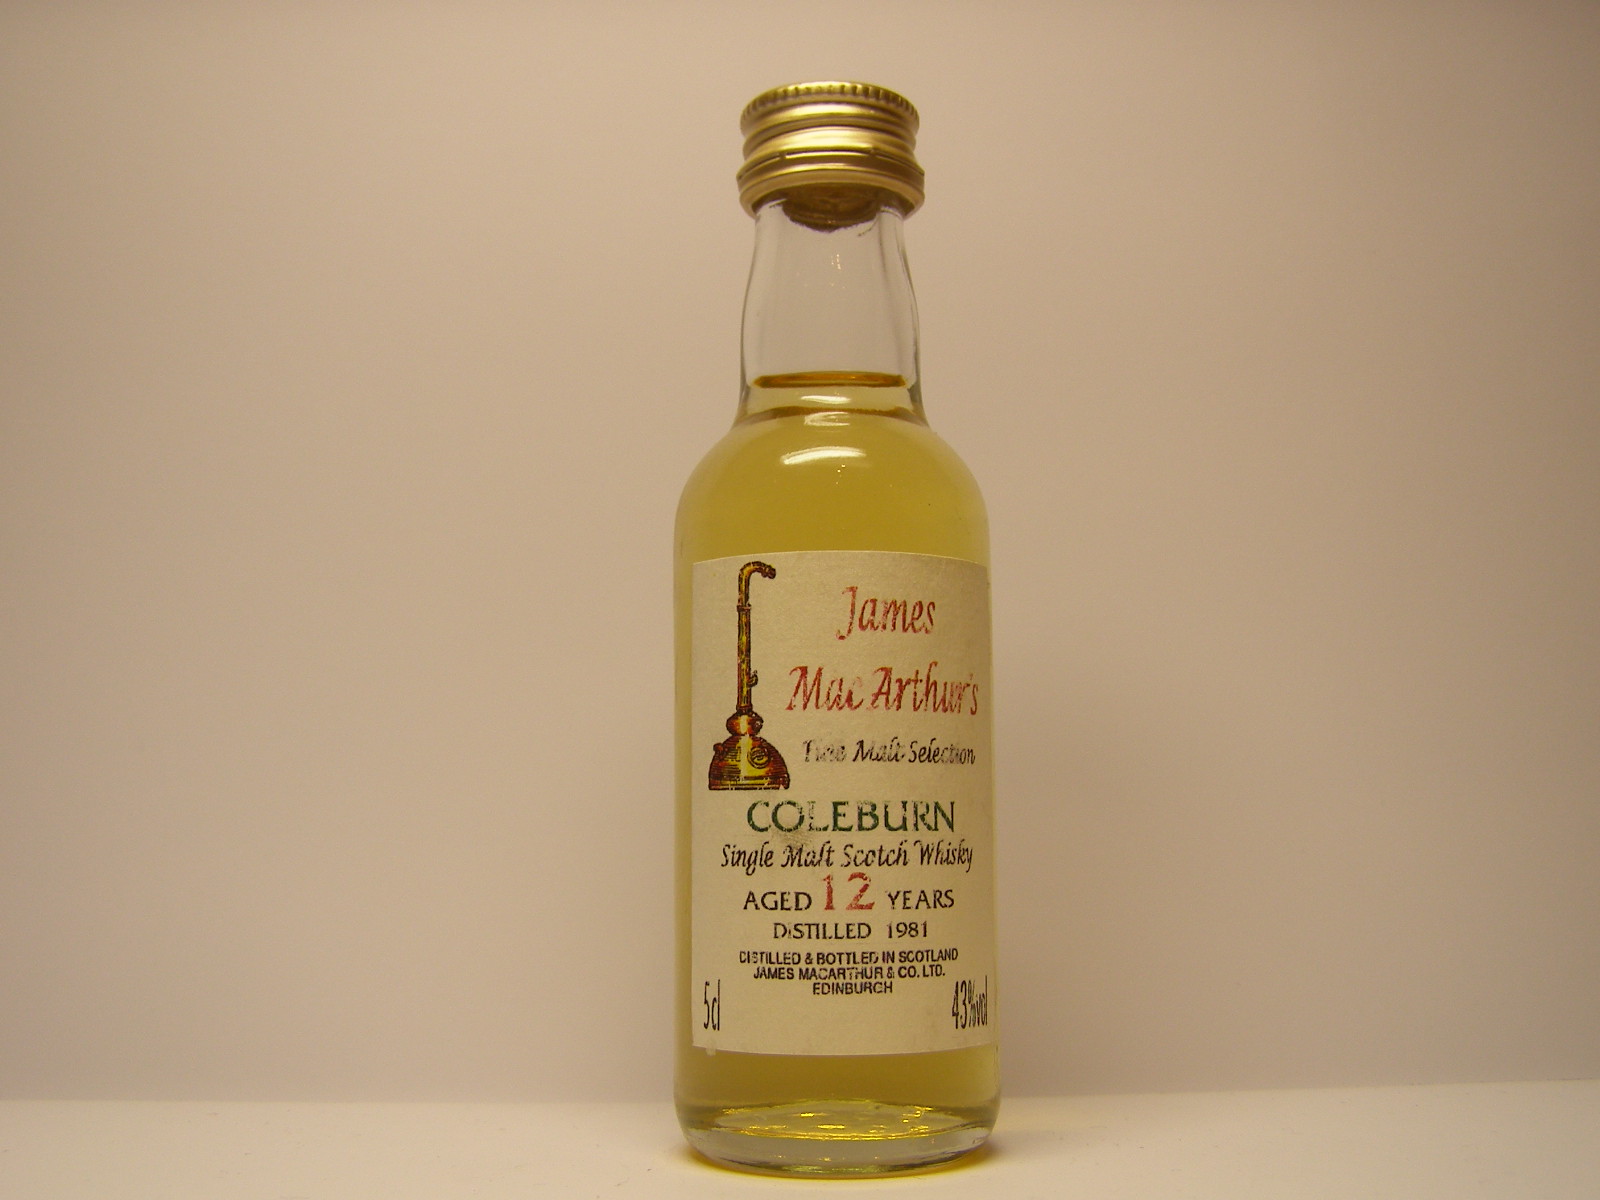 James
MacArthur's
Fine Malt Selection
COLEBURN
Single Malt Scotch Whisky
AGED 12 YEARS
DISTILLED 1981
DISTILLED & BOTTLED IN SCOTLAND
JAMES MACARTHUR & CO. LTD.
EDINBURGH
5cl 43%vol